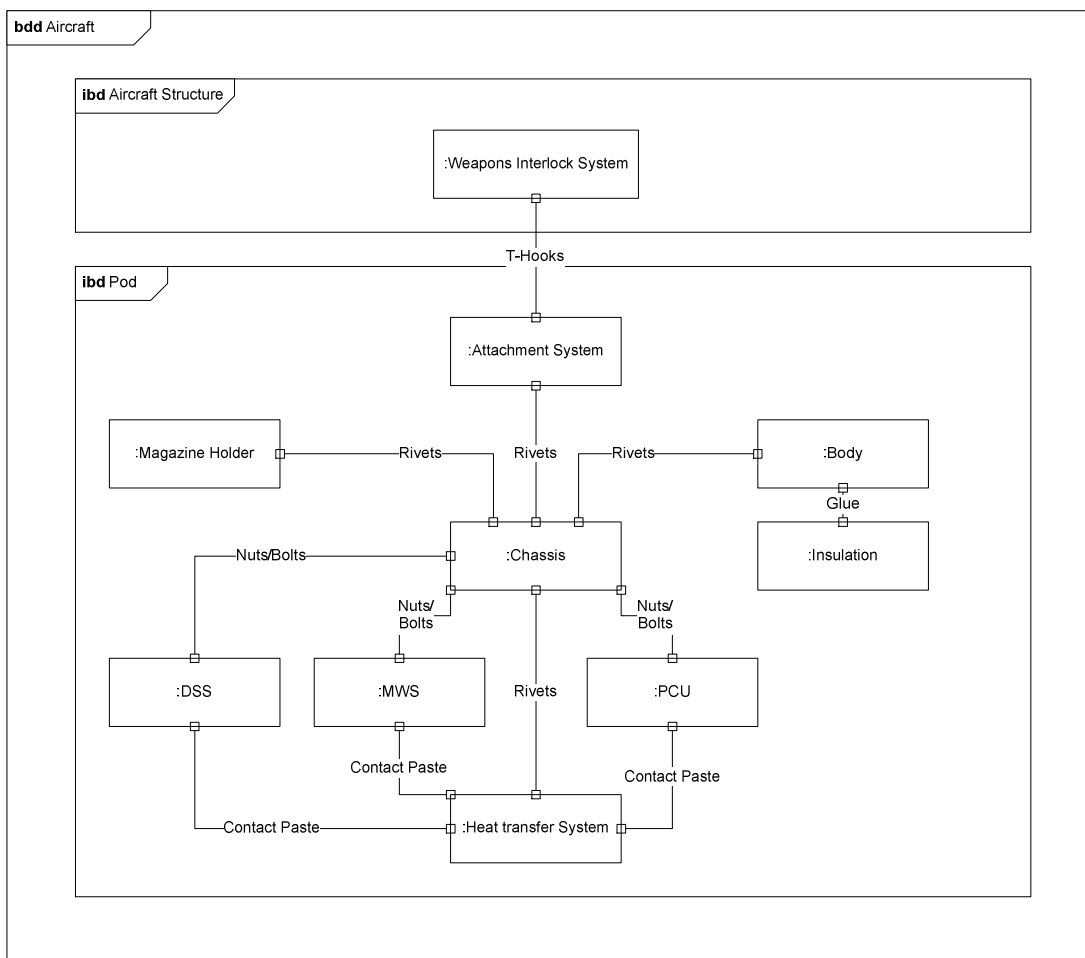 bdd Aircraft
ibd Aircraft Structure
:Weapons Interlock System
T-Hooks
ibd Pod
:Attachment System
:Magazine Holder
Rivets
Rivets
Rivets
:Body
Glue
Nuts/Bolts
:Chassis
:Insulation
Nuts/
Bolts
Nuts/
Bolts
:DSS
:MWS
Rivets
:PCU
Contact Paste
Contact Paste
Contact Paste
:Heat transfer System